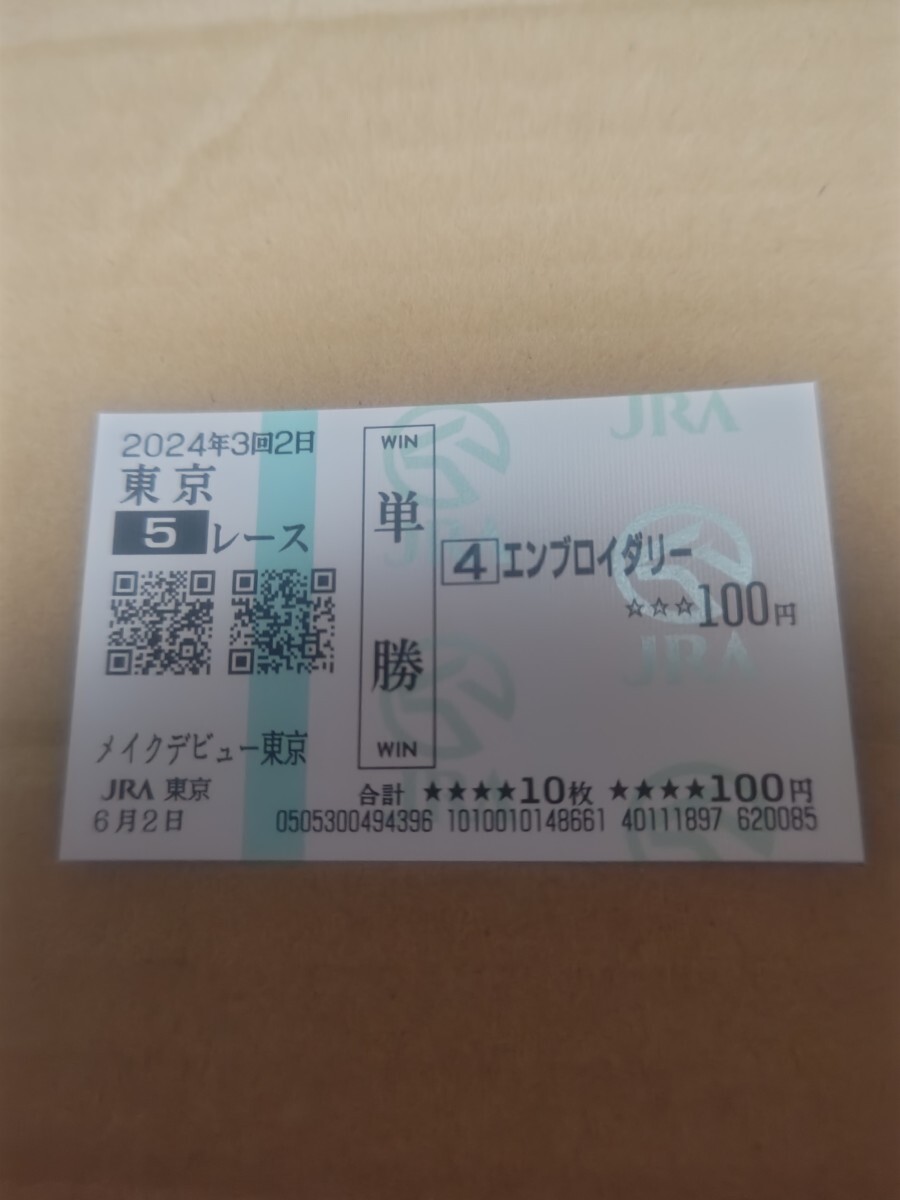 2024年3回2日
東京
5レース
メイクデビュー東京
JRA 東京
6月2日
WIN
単勝
WIN
4 エンブロイダリー
☆☆☆100円
合計 ★★★★10枚 ★★★★100円
0505300494396 1010010148661 40111897 620085
JRA
JRA
JRA
JRA